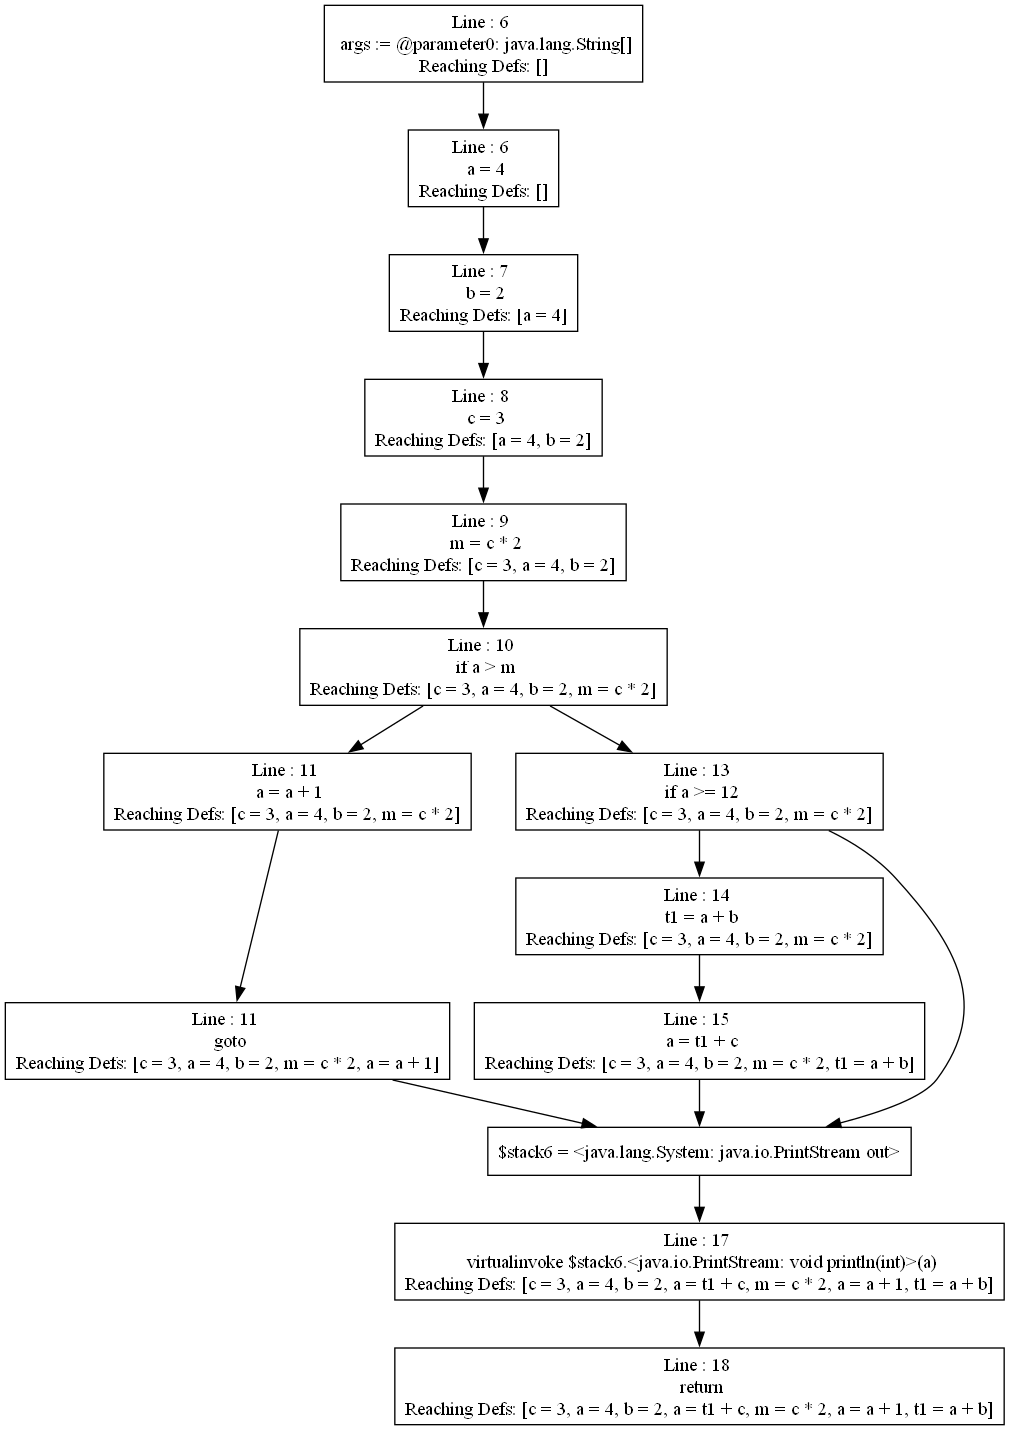 Line : 6
args := @parameter0: java.lang.String[]
Reaching Defs: []
Line : 6
a = 4
Reaching Defs: []
Line : 7
b = 2
Reaching Defs: [a = 4]
Line : 8
c = 3
Reaching Defs: [a = 4, b = 2]
Line : 9
m = c * 2
Reaching Defs: [c = 3, a = 4, b = 2]
Line : 10
if a > m
Reaching Defs: [c = 3, a = 4, b = 2, m = c * 2]
Line : 11
a = a + 1
Reaching Defs: [c = 3, a = 4, b = 2, m = c * 2]
Line : 13
if a >= 12
Reaching Defs: [c = 3, a = 4, b = 2, m = c * 2]
Line : 14
t1 = a + b
Reaching Defs: [c = 3, a = 4, b = 2, m = c * 2]
Line : 11
goto
Reaching Defs: [c = 3, a = 4, b = 2, m = c * 2, a = a + 1]
Line : 15
a = t1 + c
Reaching Defs: [c = 3, a = 4, b = 2, m = c * 2, t1 = a + b]
$stack6 = <java.lang.System: java.io.PrintStream out>
Line : 17
virtualinvoke $stack6.<java.io.PrintStream: void println(int)>(a)
Reaching Defs: [c = 3, a = 4, b = 2, a = t1 + c, m = c * 2, a = a + 1, t1 = a + b]
Line : 18
return
Reaching Defs: [c = 3, a = 4, b = 2, a = t1 + c, m = c * 2, a = a + 1, t1 = a + b]